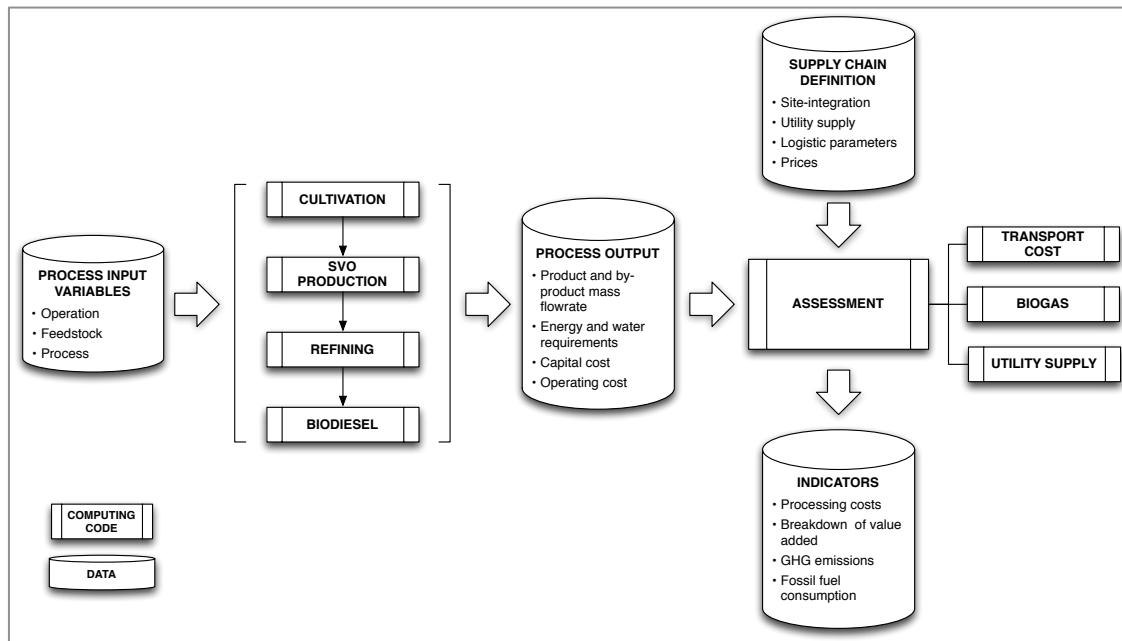 PROCESS INPUT
VARIABLES
• Operation
• Feedstock
• Process
CULTIVATION
SVO
PRODUCTION
REFINING
BIODIESEL
PROCESS OUTPUT
• Product and by-
product mass
flowrate
• Energy and water
requirements
• Capital cost
• Operating cost
SUPPLY CHAIN
DEFINITION
• Site-integration
• Utility supply
• Logistic parameters
• Prices
ASSESSMENT
TRANSPORT
COST
BIOGAS
UTILITY SUPPLY
INDICATORS
• Processing costs
• Breakdown of value
added
• GHG emissions
• Fossil fuel
consumption
COMPUTING
CODE
DATA